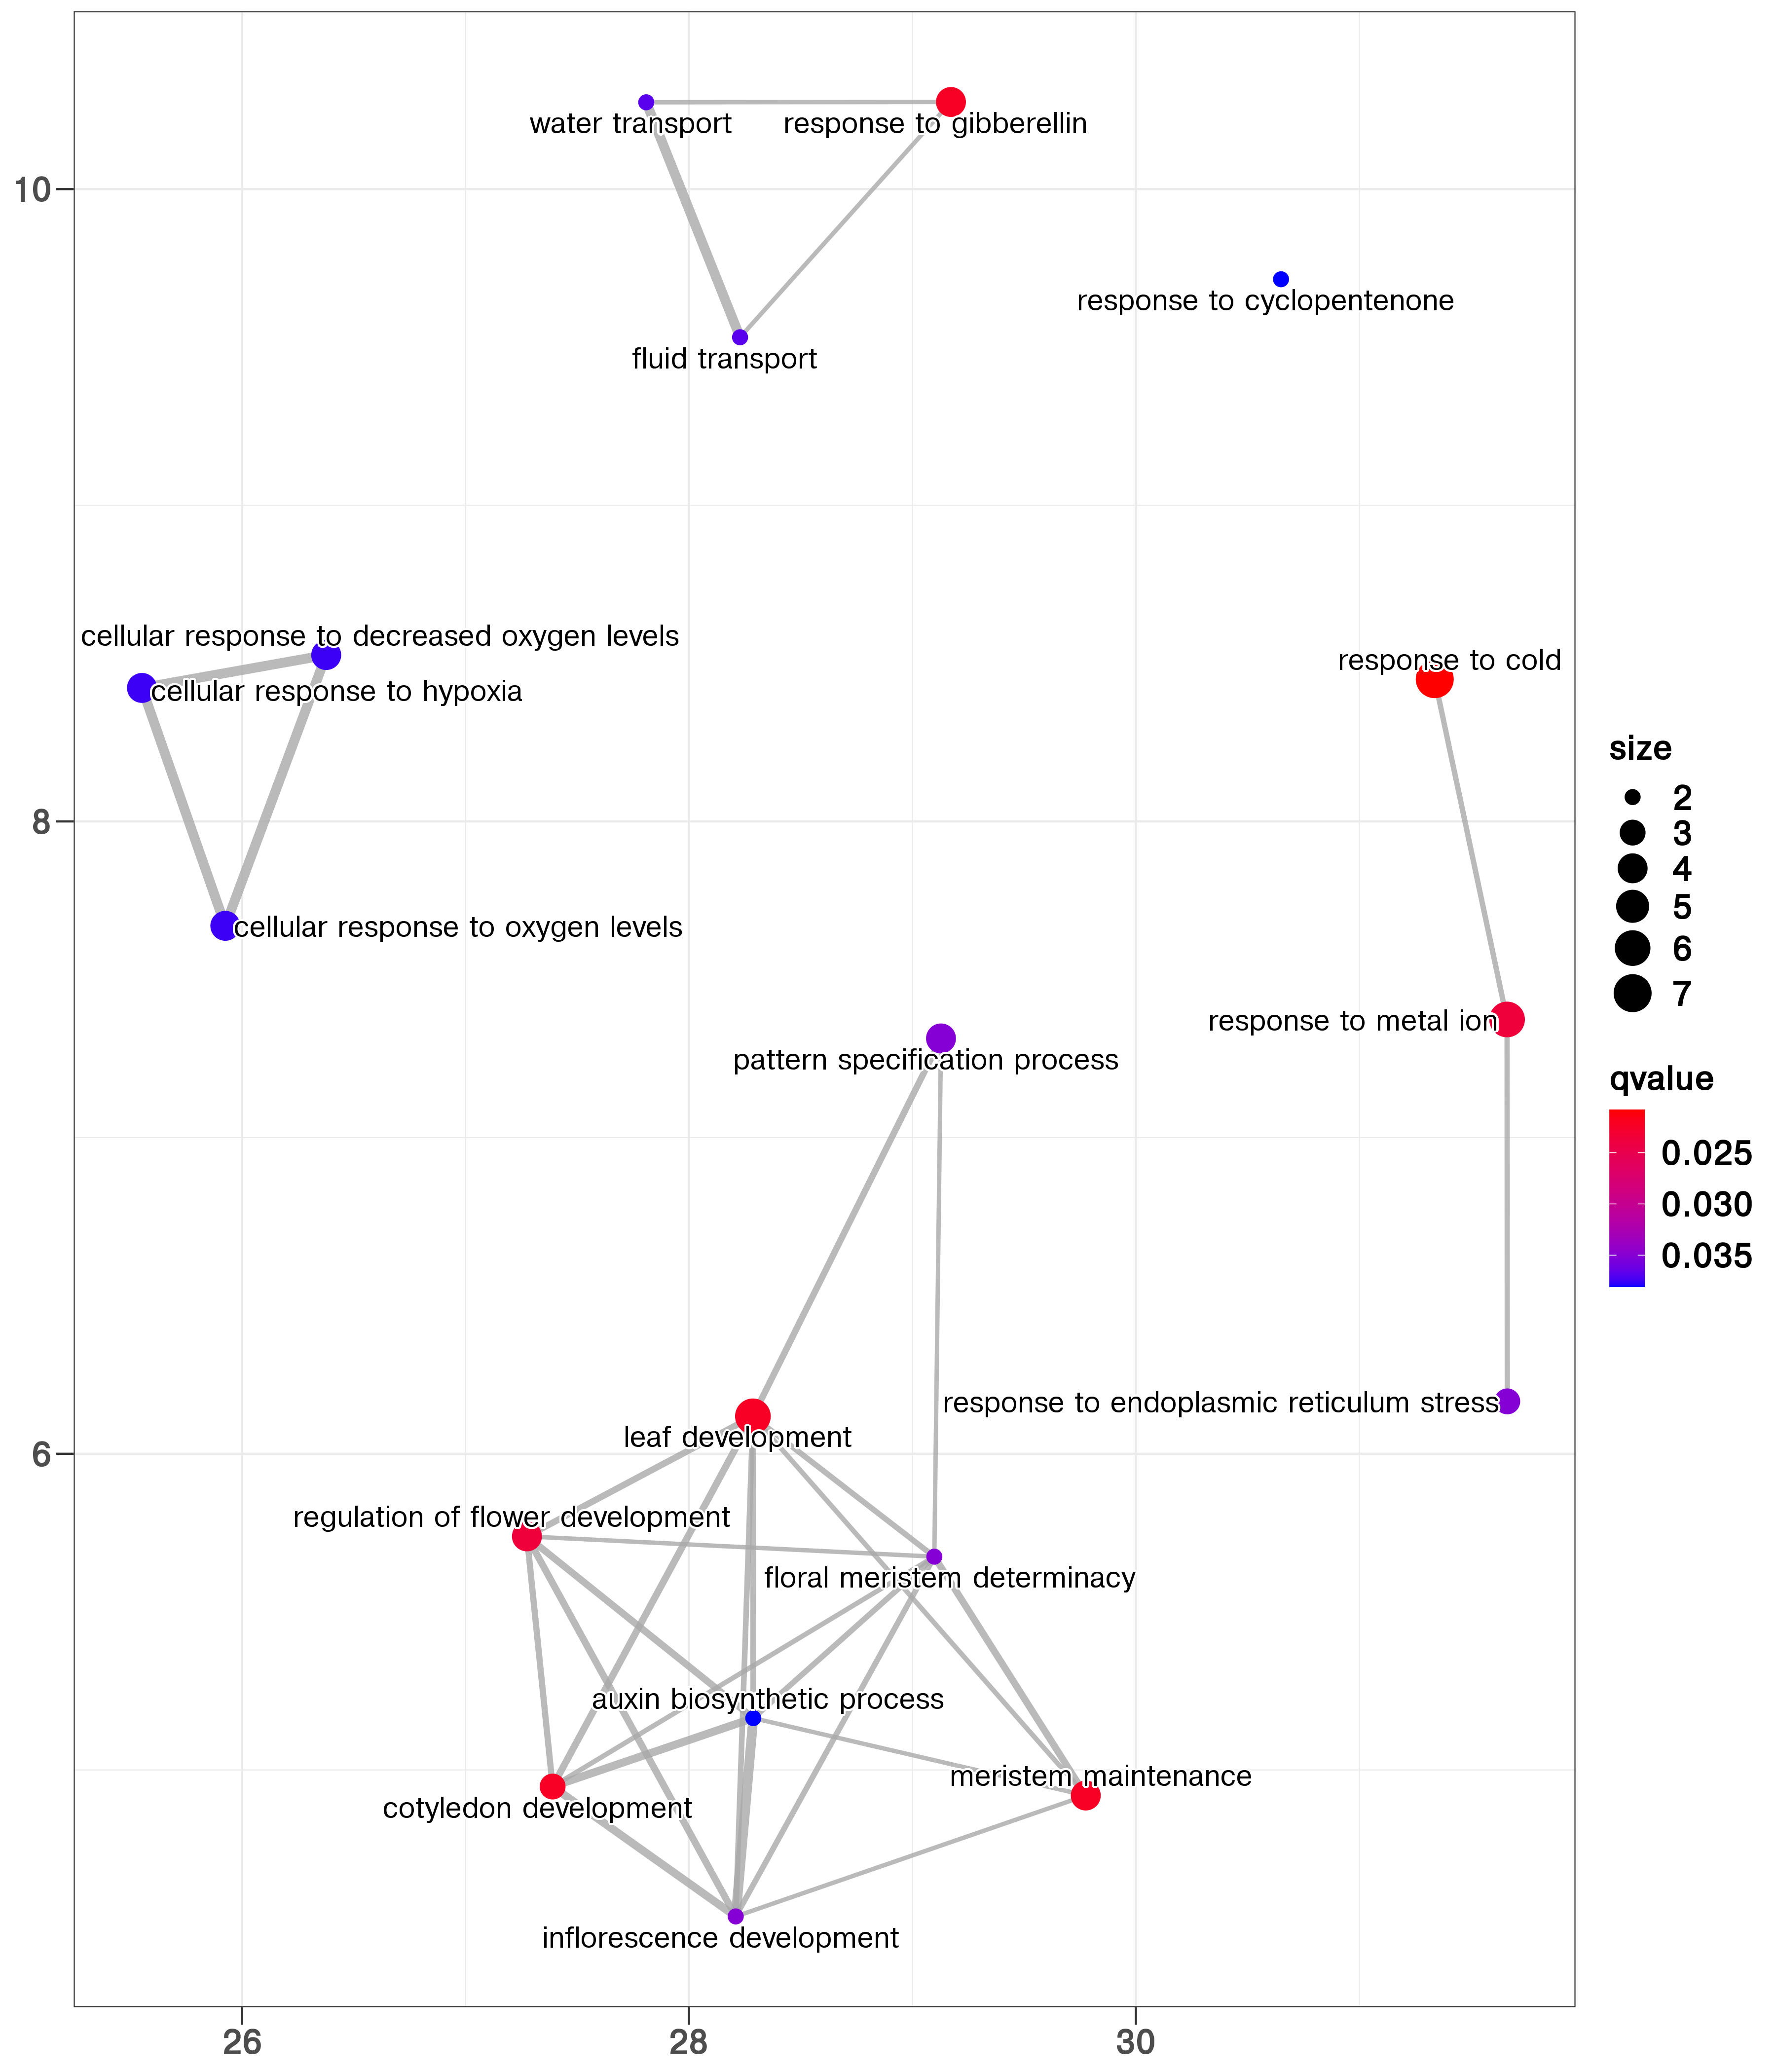 water transport
response to gibberellin
10
response to cyclopentenone
fluid transport
cellular response to decreased oxygen levels
response to cold
cellular response to hypoxia
size
2
3
4
5
6
7
8
cellular response to oxygen levels
response to metal ion
pattern specification process
qvalue
0.025
0.030
0.035
response to endoplasmic reticulum stress
leaf development
6
regulation of flower development
floral meristem determinacy
auxin biosynthetic process
meristem maintenance
cotyledon development
inflorescence development
26
28
30